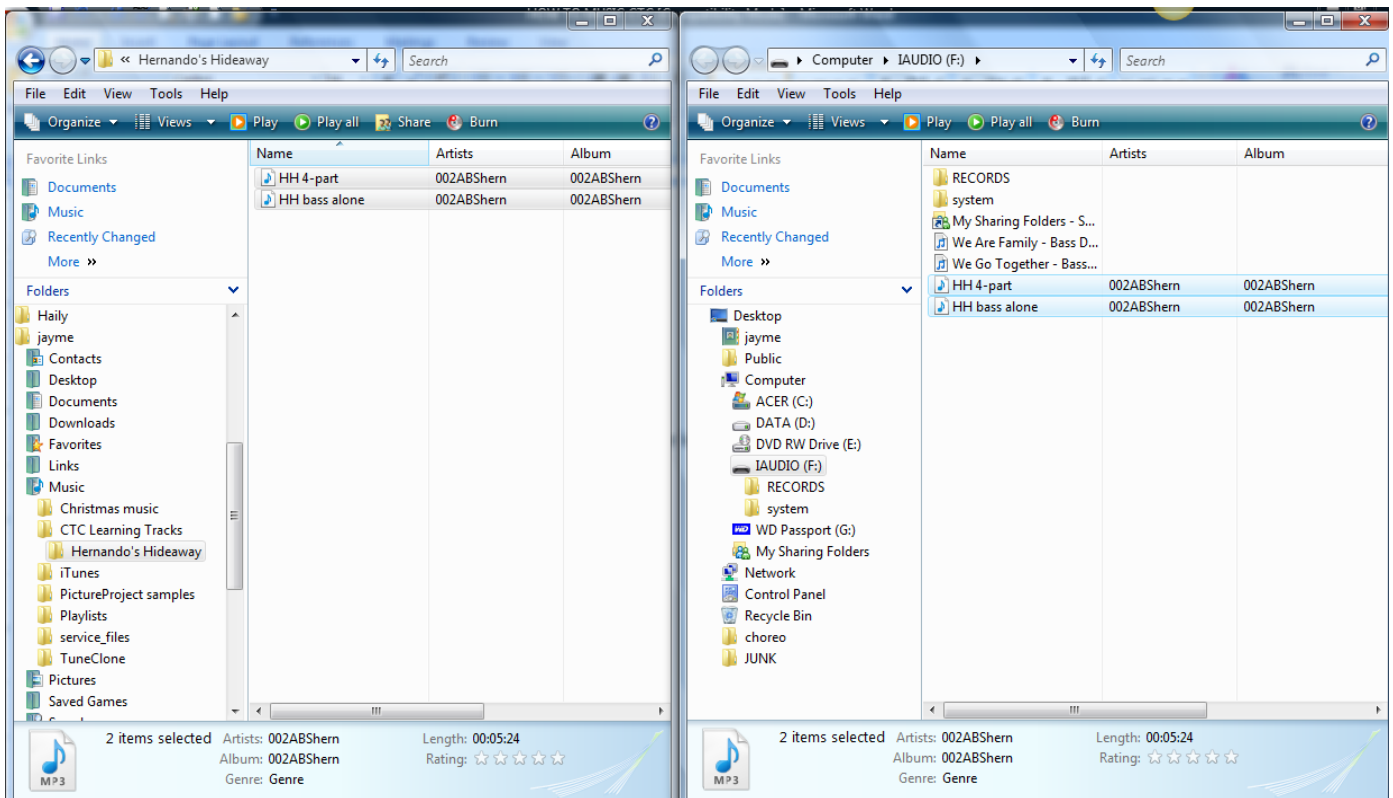 « Hernando's Hideaway
Search
File Edit View Tools Help
Organize Views Play Play all Share Burn
Favorite Links
Documents
Music
Recently Changed
More »
Folders
Haily
jayme
Contacts
Desktop
Documents
Downloads
Favorites
Links
Music
Christmas music
CTC Learning Tracks
Hernando's Hideaway
iTunes
PictureProject samples
Playlists
service_files
TuneClone
Pictures
Saved Games
Name Artists Album
HH 4-part 002ABShern 002ABShern
HH bass alone 002ABShern 002ABShern
MP3
2 items selected Artists: 002ABShern Length: 00:05:24
Album: 002ABShern Rating:
Genre: Genre
Computer IAUDIO (F:)
Search
File Edit View Tools Help
Organize Views Play Play all Burn
Favorite Links
Documents
Music
Recently Changed
More »
Folders
Desktop
jayme
Public
Computer
ACER (C:)
DATA (D:)
DVD RW Drive (E:)
IAUDIO (F:)
RECORDS
system
WD WD Passport (G:)
My Sharing Folders
Network
Control Panel
Recycle Bin
choreo
JUNK
Name Artists Album
RECORDS
system
My Sharing Folders - S...
We Are Family - Bass D...
We Go Together - Bass...
HH 4-part 002ABShern 002ABShern
HH bass alone 002ABShern 002ABShern
MP3
2 items selected Artists: 002ABShern Length: 00:05:24
Album: 002ABShern Rating:
Genre: Genre